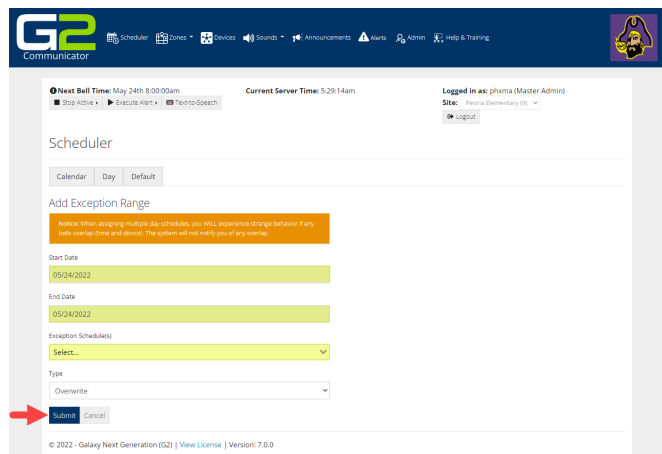 G2
Communicator
Scheduler Zones Devices Sounds Announcements Alerts Admin Help & Training
Next Bell Time: May 24th 8:00:00am Current Server Time: 5:29:14am Logged in as: phxma (Master Admin)
Stop Active Execute Alert Text-to-Speech Site: Peoria Elementary (9)
Logout
Scheduler
Calendar Day Default
Add Exception Range
Notice: When assigning multiple day schedules, you WILL experience strange behavior if any
bells overlap (time and device). The system will not notify you of any overlap.
Start Date
05/24/2022
End Date
05/24/2022
Exception Schedule(s)
Select...
Type
Overwrite
Submit Cancel
© 2022 - Galaxy Next Generation (G2) | View License | Version: 7.0.0